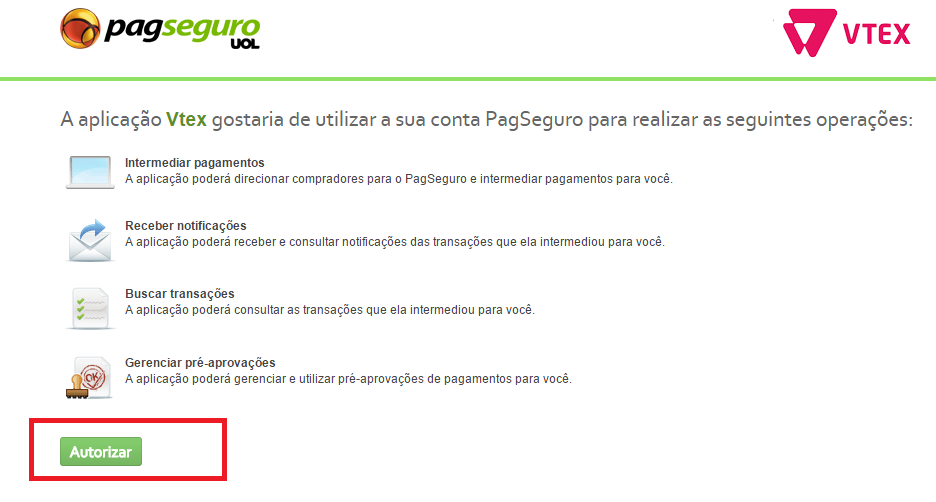 pagseguro
UOL
VTEX
A aplicação Vtex gostaria de utilizar a sua conta PagSeguro para realizar as seguintes operações:
Intermediar pagamentos
A aplicação poderá direcionar compradores para o PagSeguro e intermediar pagamentos para você.
Receber notificações
A aplicação poderá receber e consultar notificações das transações que ela intermediou para você.
Buscar transações
A aplicação poderá consultar as transações que ela intermediou para você.
OK
Gerenciar pré-aprovações
A aplicação poderá gerenciar e utilizar pré-aprovações de pagamentos para você.
Autorizar